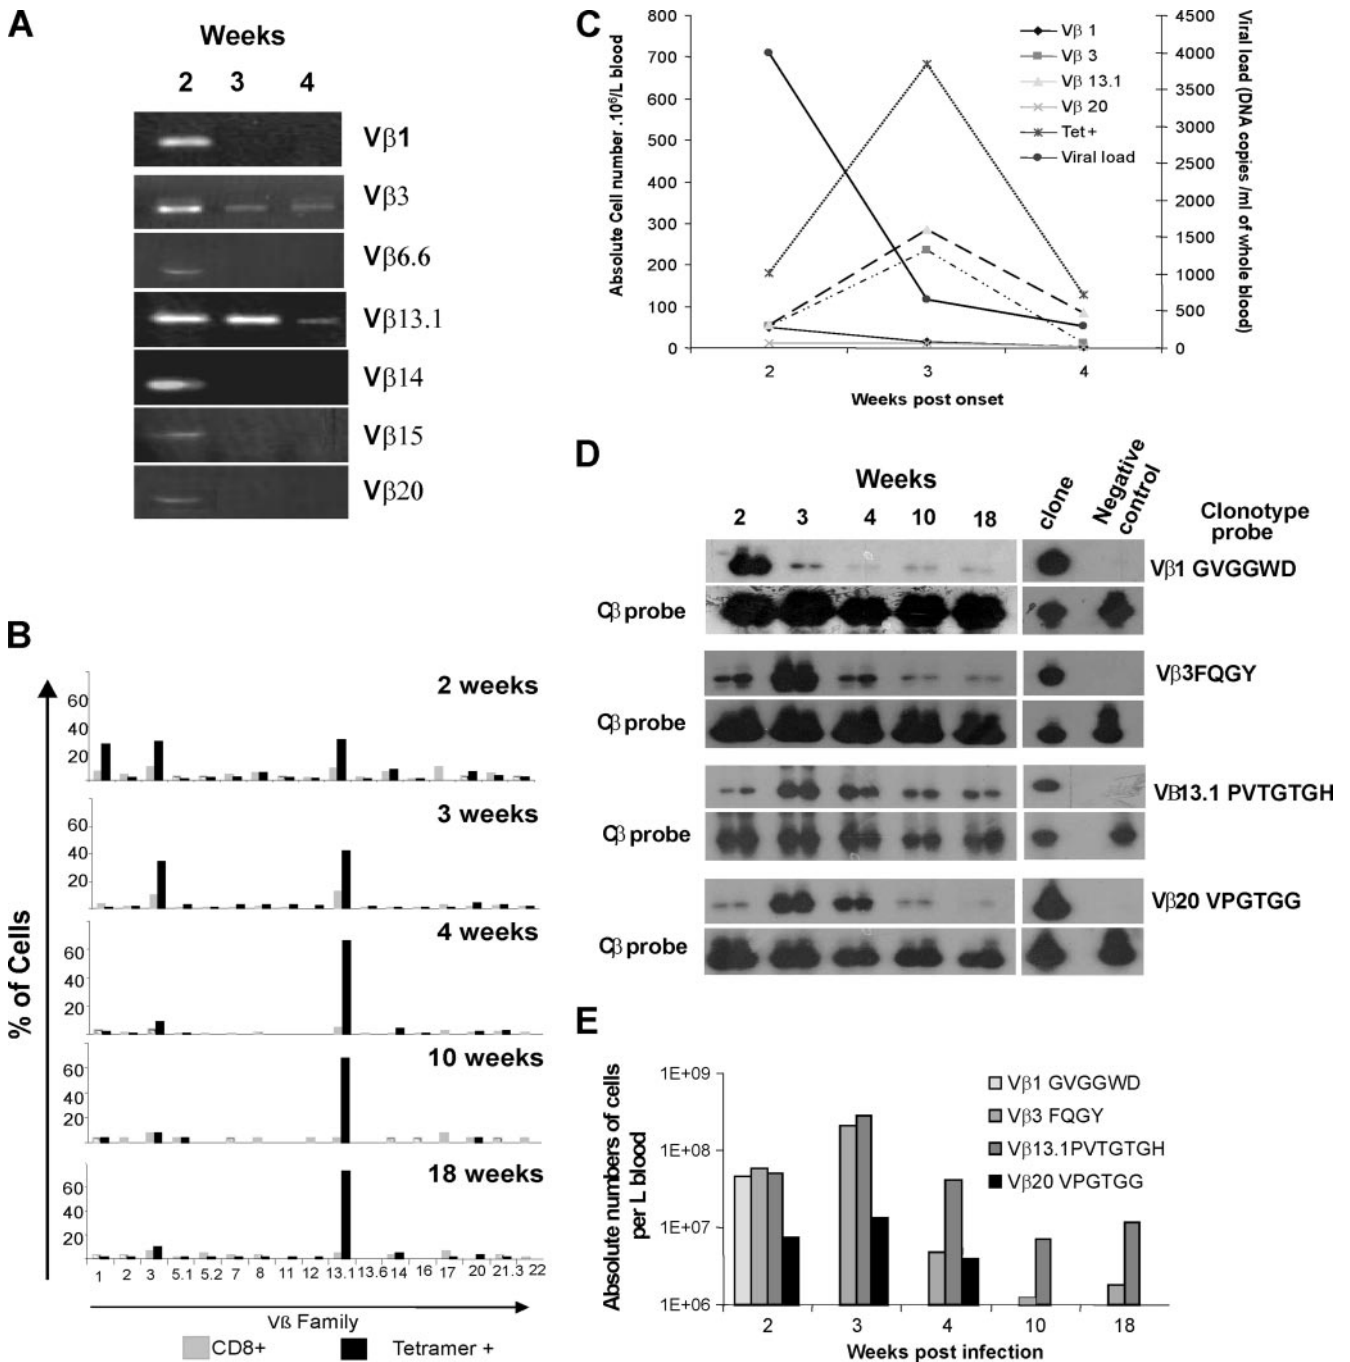 A
Weeks
2 3 4
Vβ1
Vβ3
Vβ6.6
Vβ13.1
Vβ14
Vβ15
Vβ20
B
% of Cells
2 weeks
60
40
20
3 weeks
60
40
20
4 weeks
60
40
20
10 weeks
60
40
20
18 weeks
60
40
20
1 2 3 5.1 5.2 7 8 11 12 13.1 13.6 14 16 17 20 21.3 22
Vß Family
CD8+ Tetramer +
C
Absolute Cell number .10⁶/L blood
800
700
600
500
400
300
200
100
0
Vβ 1
Vβ 3
Vβ 13.1
Vβ 20
Tet+
Viral load
4500
4000
3500
3000
2500
2000
1500
1000
500
0
Viral load (DNA copies /ml of whole blood)
2 3 4
Weeks post onset
D
Weeks
2 3 4 10 18
clone
Negative control
Clonotype
probe
Vβ1 GVGGWD
Cβ probe
Vβ3FQGY
Cβ probe
VB13.1 PVTGTGH
Cβ probe
Vβ20 VPGTGG
Cβ probe
E
Absolute numbers of cells
per L blood
1E+09
1E+08
1E+07
1E+06
Vβ1 GVGGWD
Vβ3 FQGY
Vβ13.1PVTGTGH
Vβ20 VPGTGG
2 3 4 10 18
Weeks post infection